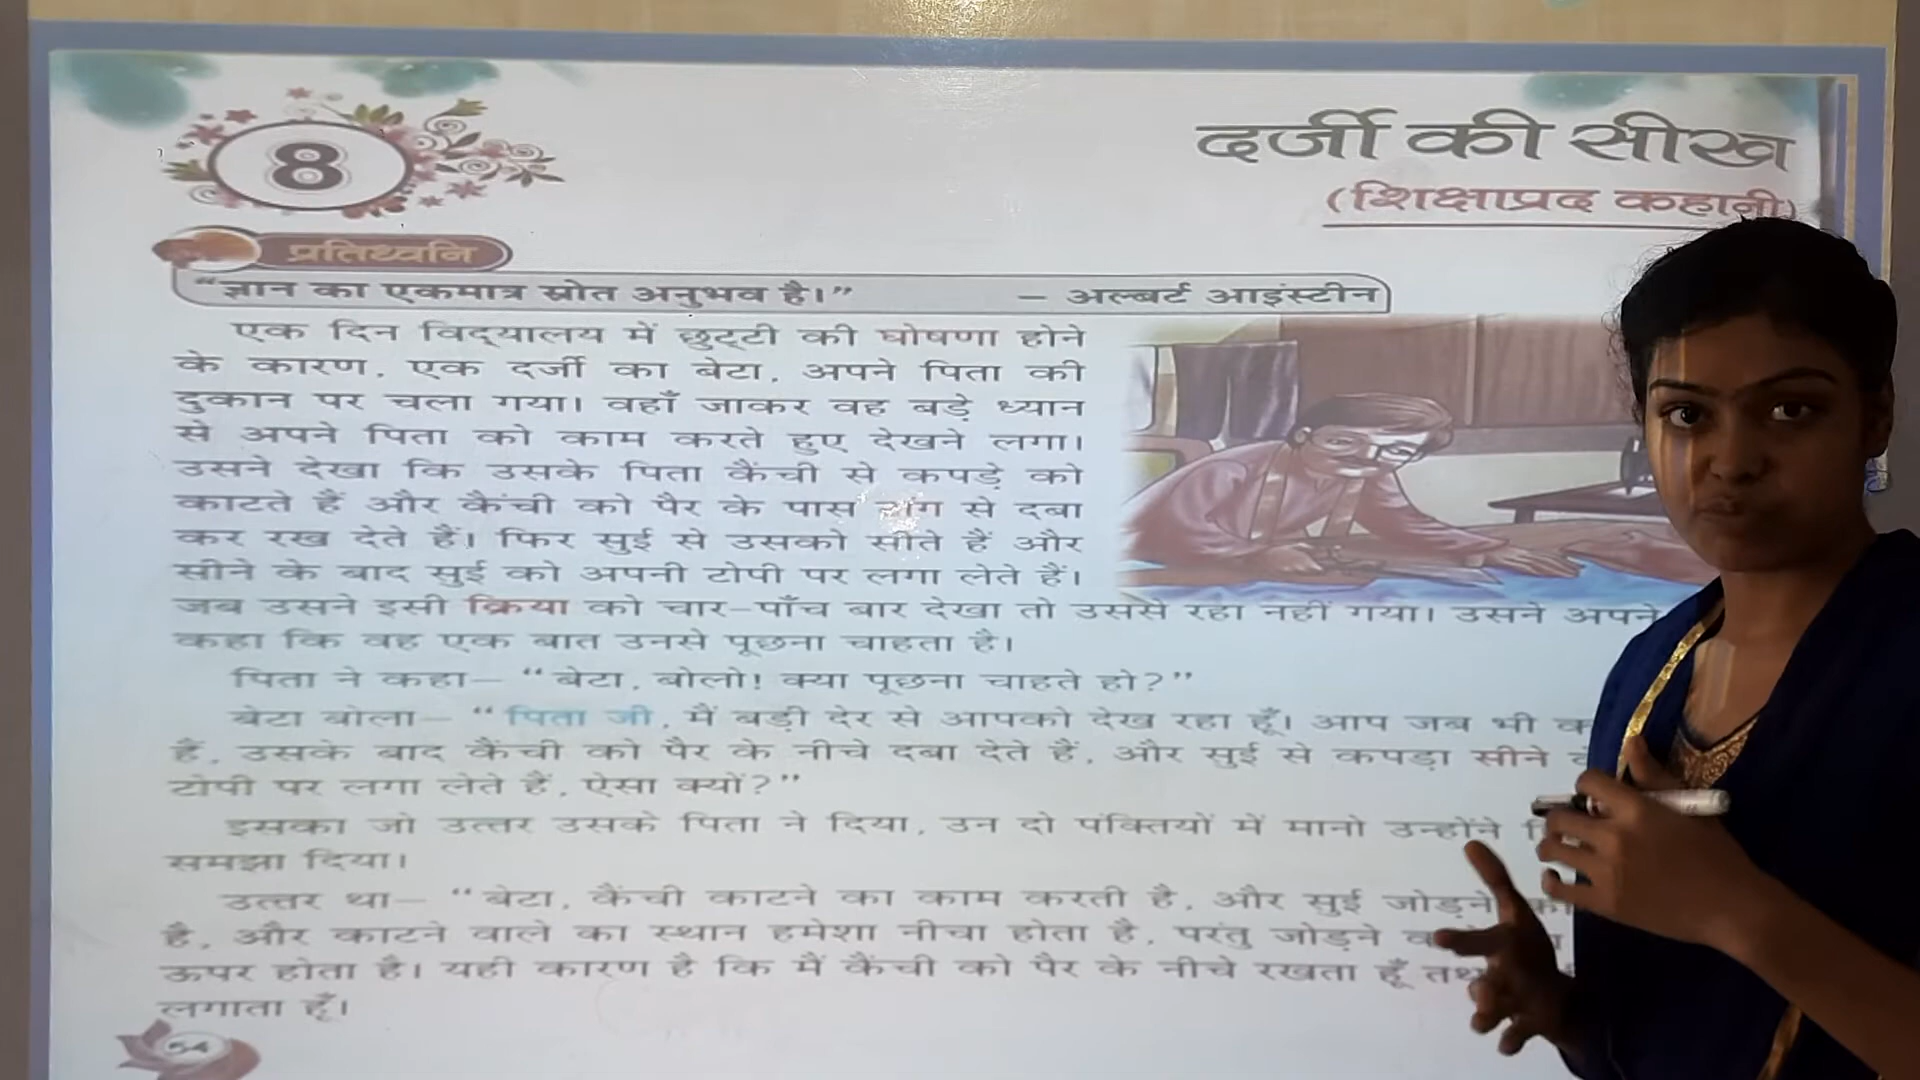 8
दर्जी की सीख
(शिक्षाप्रद कहानी)
प्रतिध्वनि
“ज्ञान का एकमात्र स्रोत अनुभव है।” – अल्बर्ट आइंस्टीन
एक दिन विद्यालय में छुट्टी की घोषणा होने
के कारण, एक दर्जी का बेटा, अपने पिता की
दुकान पर चला गया। वहाँ जाकर वह बड़े ध्यान
से अपने पिता को काम करते हुए देखने लगा।
उसने देखा कि उसके पिता कैंची से कपड़े को
काटते हैं और कैंची को पैर के पास से दबा
कर रख देते हैं। फिर सुई से उसको सीते हैं और
सीने के बाद सुई को अपनी टोपी पर लगा लेते हैं।
जब उसने इसी क्रिया को चार-पाँच बार देखा तो उससे रहा नहीं गया। उसने अपने
कहा कि वह एक बात उनसे पूछना चाहता है।
पिता ने कहा– “बेटा, बोलो! क्या पूछना चाहते हो?”
बेटा बोला– “पिता जी, मैं बड़ी देर से आपको देख रहा हूँ। आप जब भी
हैं, उसके बाद कैंची को पैर के नीचे दबा देते हैं, और सुई से कपड़ा सीने
टोपी पर लगा लेते हैं, ऐसा क्यों?”
इसका जो उत्तर उसके पिता ने दिया, उन दो पंक्तियों में मानो उन्होंने
समझा दिया।
उत्तर था– “बेटा, कैंची काटने का काम करती है, और सुई जोड़ने का
है, और काटने वाले का स्थान हमेशा नीचा होता है, परंतु जोड़ने
ऊपर होता है। यही कारण है कि मैं कैंची को पैर के नीचे रखता हूँ
लगाता हूँ।
54